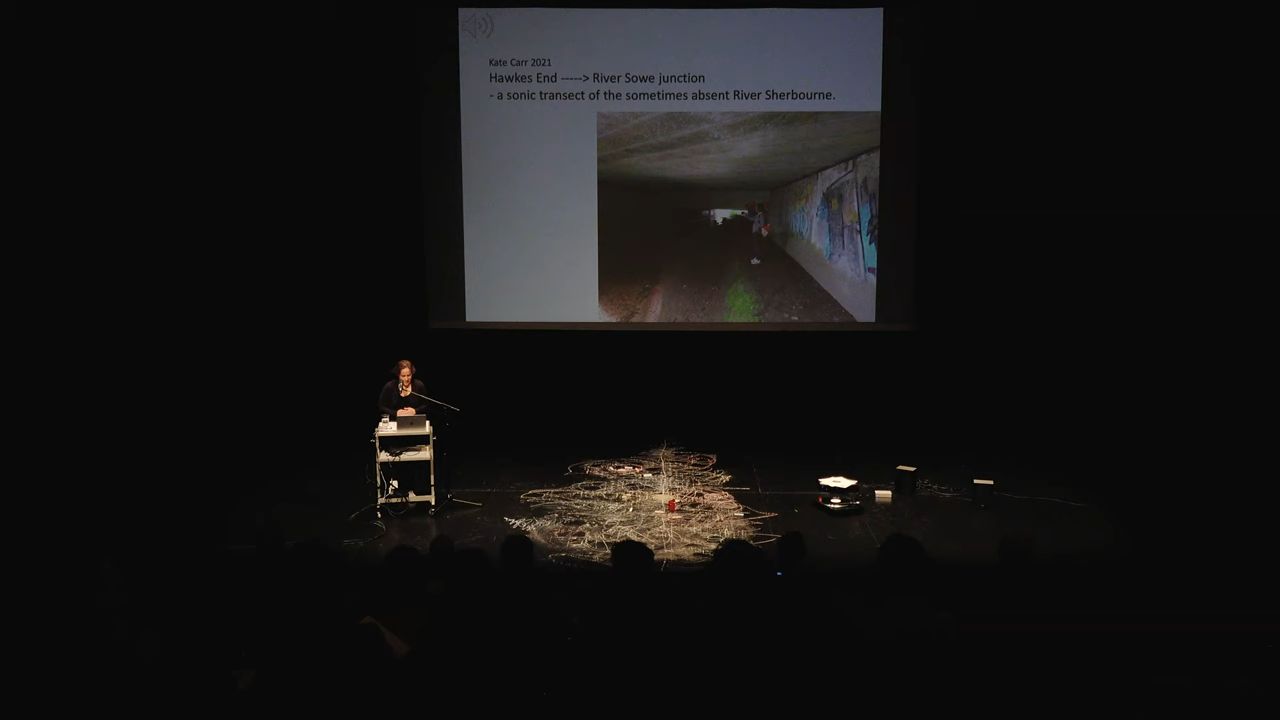 Kate Carr 2021
Hawkes End -----> River Sowe junction
- a sonic transect of the sometimes absent River Sherbourne.